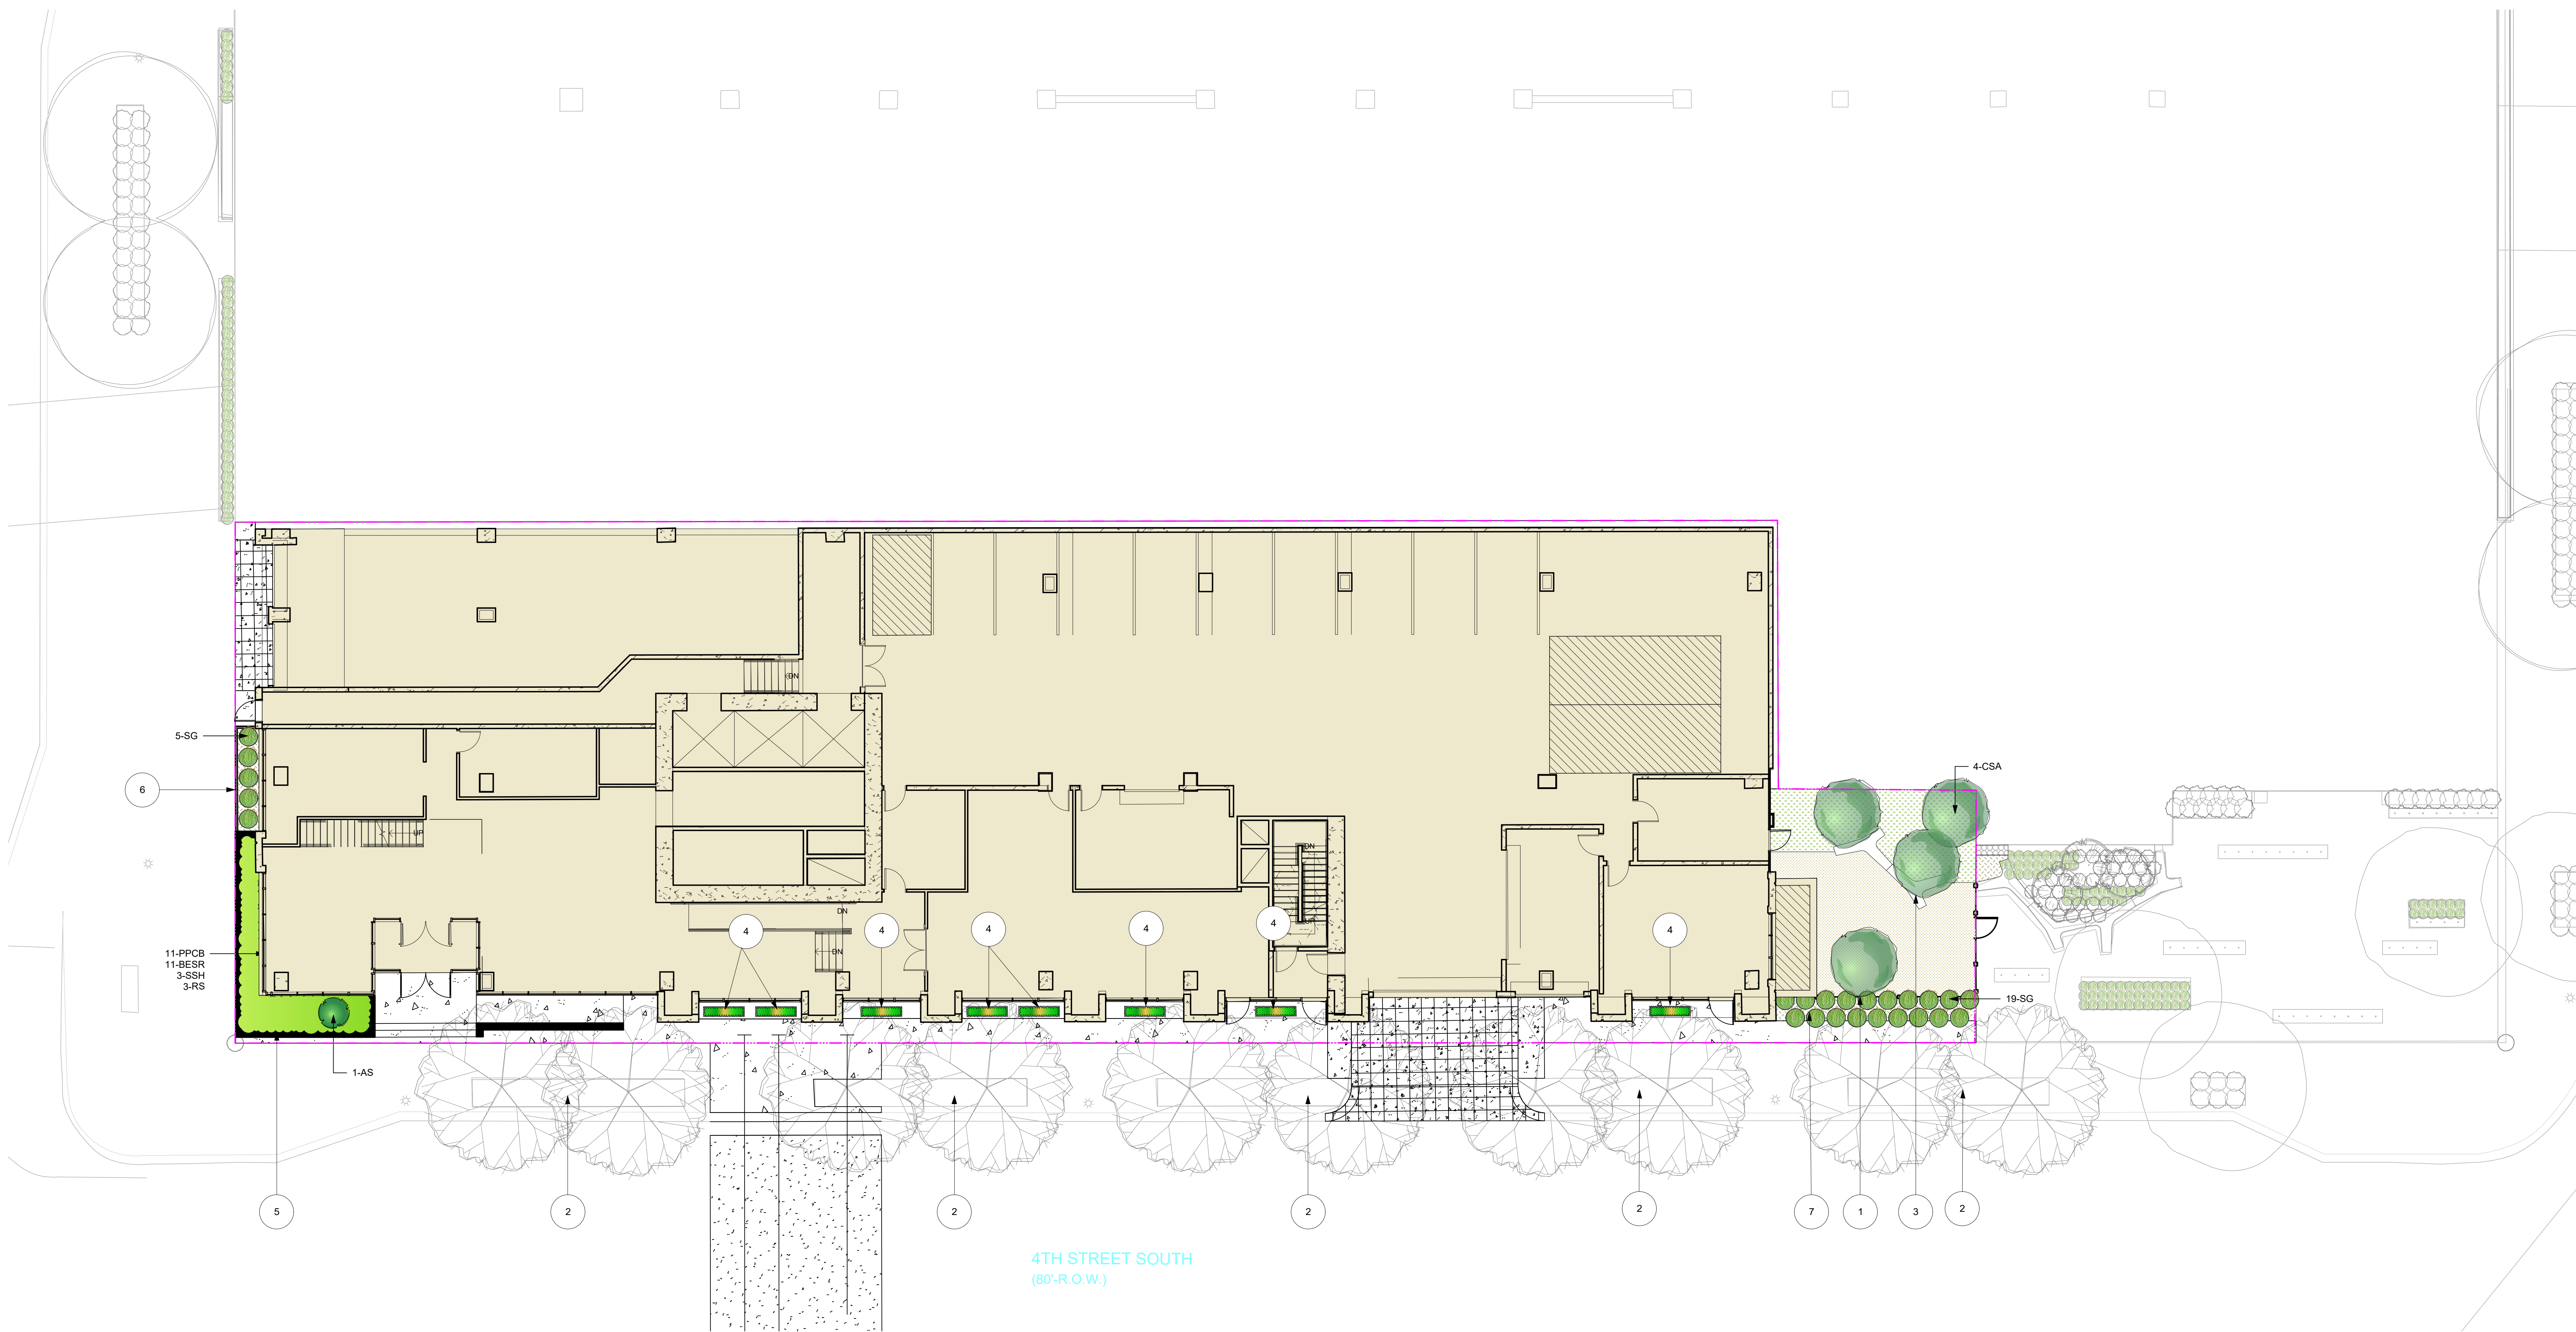 DN
5-SG
4-CSA
6
UP
DN
DN
4
4
4
4
4
4
UP
DN
11-PPCB
11-BESR
3-SSH
3-RS
19-SG
1-AS
5
2
2
2
2
7
1
3
2
4TH STREET SOUTH
(80'-R.O.W.)